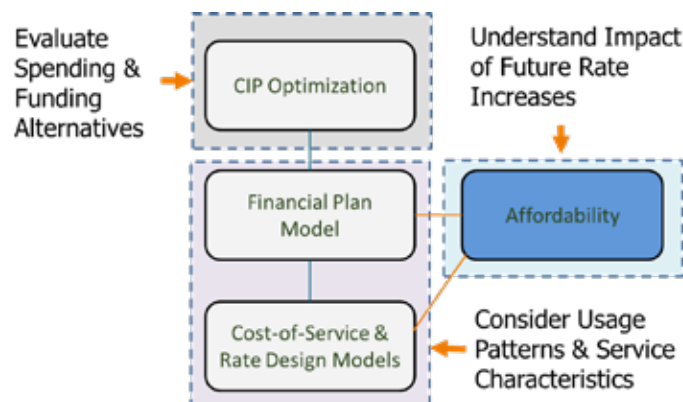 Evaluate
Spending &
Funding
Alternatives
CIP Optimization
Understand Impact
of Future Rate
Increases
Financial Plan
Model
Affordability
Cost-of-Service &
Rate Design Models
Consider Usage
Patterns & Service
Characteristics